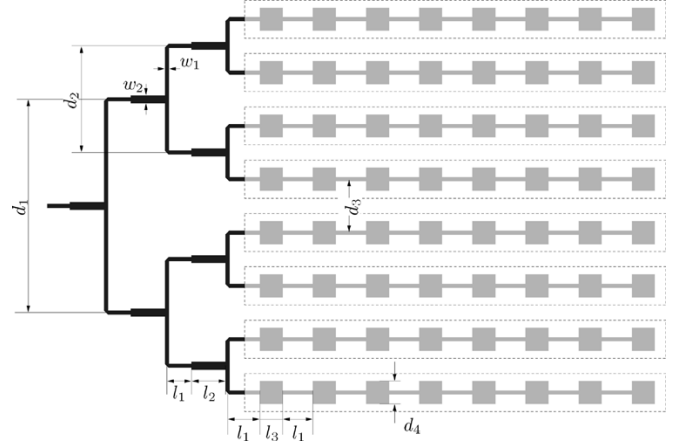 w₁
w₂
d₂
d₁
d₃
l₁ l₂
l₁ l₃ l₁
d₄